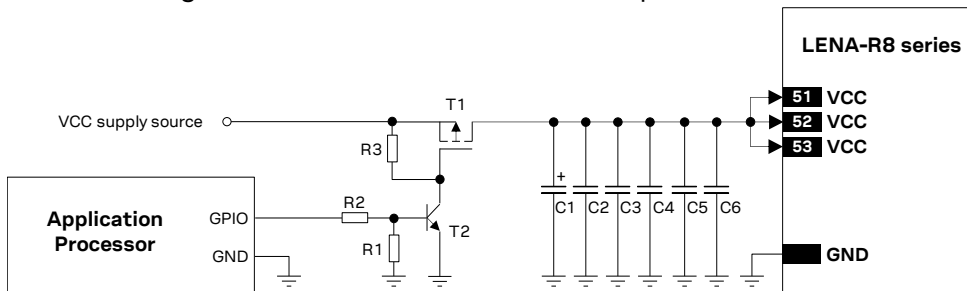 LENA-R8 series
T1
51 VCC
VCC supply source
52 VCC
R3
53 VCC
+
C1 C2 C3 C4 C5 C6
Application
Processor
GPIO
R2
T2
R1
GND
GND